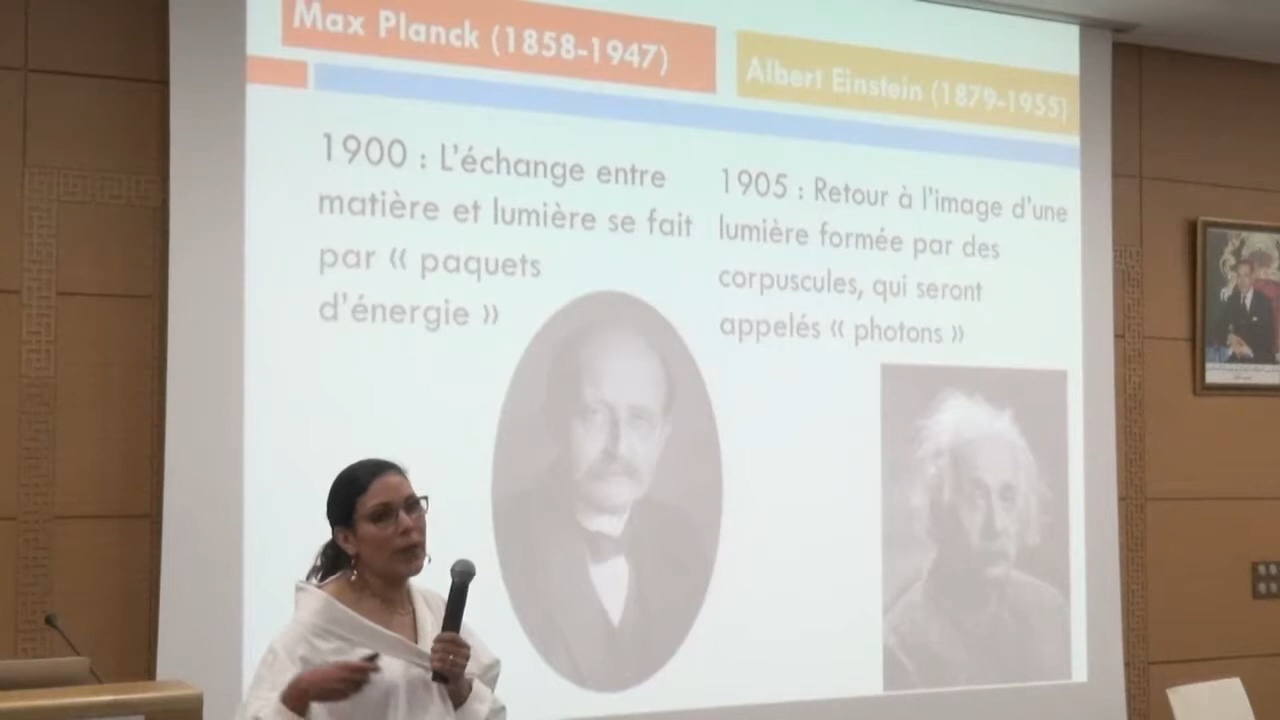 Max Planck (1858-1947)
Albert Einstein (1879-1955)
1900 : L'échange entre
matière et lumière se fait
par « paquets
d'énergie »
1905 : Retour à l'image d'une
lumière formée par des
corpuscules, qui seront
appelés « photons »